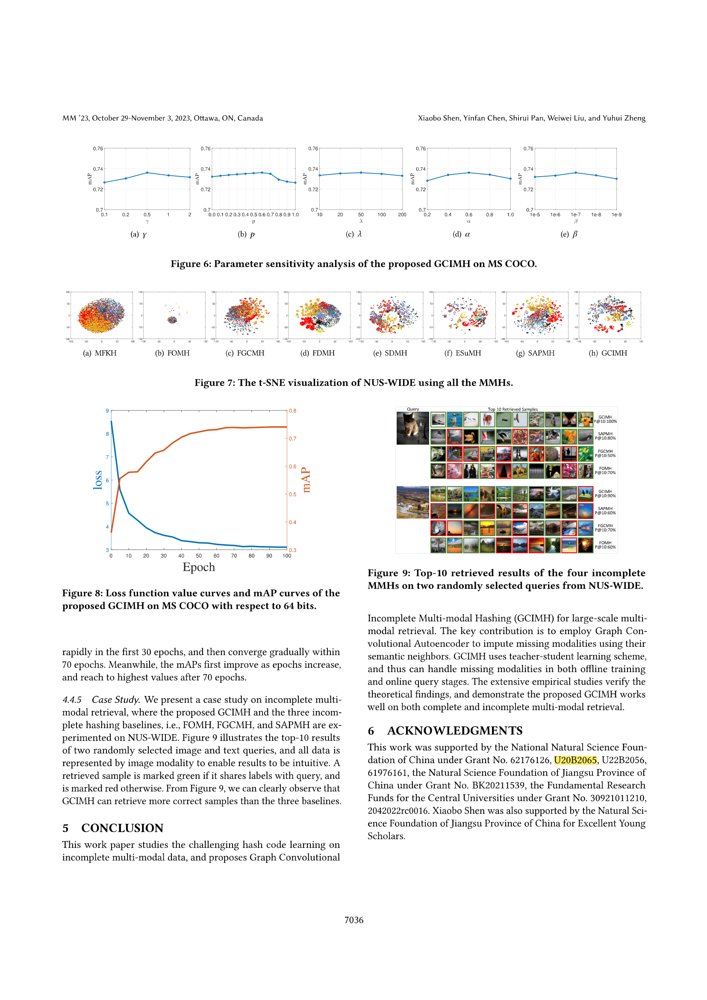 MM ’23, October 29-November 3, 2023, Ottawa, ON, Canada
Xiaobo Shen, Yinfan Chen, Shirui Pan, Weiwei Liu, and Yuhui Zheng
0.76
0.74
0.72
0.7
mAP
0.1 0.2 0.5 1 2
γ
(a) γ
0.76
0.74
0.72
0.7
mAP
0.0 0.1 0.2 0.3 0.4 0.5 0.6 0.7 0.8 0.9 1.0
p
(b) p
0.76
0.74
0.72
0.7
mAP
10 20 50 100 200
λ
(c) λ
0.76
0.74
0.72
0.7
mAP
0.2 0.4 0.6 0.8 1.0
α
(d) α
0.76
0.74
0.72
0.7
mAP
1e-5 1e-6 1e-7 1e-8 1e-9
β
(e) β
Figure 6: Parameter sensitivity analysis of the proposed GCIMH on MS COCO.
(a) MFKH
(b) FOMH
(c) FGCMH
(d) FDMH
(e) SDMH
(f) ESuMH
(g) SAPMH
(h) GCIMH
Figure 7: The t-SNE visualization of NUS-WIDE using all the MMHs.
9
8
7
6
5
4
3
loss
0.8
0.7
0.6
0.5
0.4
0.3
mAP
0 10 20 30 40 50 60 70 80 90 100
Epoch
Figure 8: Loss function value curves and mAP curves of the
proposed GCIMH on MS COCO with respect to 64 bits.
rapidly in the first 30 epochs, and then converge gradually within
70 epochs. Meanwhile, the mAPs first improve as epochs increase,
and reach to highest values after 70 epochs.
4.4.5 Case Study. We present a case study on incomplete multi-
modal retrieval, where the proposed GCIMH and the three incom-
plete hashing baselines, i.e., FOMH, FGCMH, and SAPMH are ex-
perimented on NUS-WIDE. Figure 9 illustrates the top-10 results
of two randomly selected image and text queries, and all data is
represented by image modality to enable results to be intuitive. A
retrieved sample is marked green if it shares labels with query, and
is marked red otherwise. From Figure 9, we can clearly observe that
GCIMH can retrieve more correct samples than the three baselines.
5 CONCLUSION
This work paper studies the challenging hash code learning on
incomplete multi-modal data, and proposes Graph Convolutional
Query
Top 10 Retrieved Samples
GCIMH
P@10:100%
SAPMH
P@10:80%
FGCMH
P@10:50%
FOMH
P@10:70%
GCIMH
P@10:90%
SAPMH
P@10:60%
FGCMH
P@10:70%
FOMH
P@10:60%
Figure 9: Top-10 retrieved results of the four incomplete
MMHs on two randomly selected queries from NUS-WIDE.
Incomplete Multi-modal Hashing (GCIMH) for large-scale multi-
modal retrieval. The key contribution is to employ Graph Con-
volutional Autoencoder to impute missing modalities using their
semantic neighbors. GCIMH uses teacher-student learning scheme,
and thus can handle missing modalities in both offline training
and online query stages. The extensive empirical studies verify the
theoretical findings, and demonstrate the proposed GCIMH works
well on both complete and incomplete multi-modal retrieval.
6 ACKNOWLEDGMENTS
This work was supported by the National Natural Science Foun-
dation of China under Grant No. 62176126, U20B2065, U22B2056,
61976161, the Natural Science Foundation of Jiangsu Province of
China under Grant No. BK20211539, the Fundamental Research
Funds for the Central Universities under Grant No. 30921011210,
2042022rc0016. Xiaobo Shen was also supported by the Natural Sci-
ence Foundation of Jiangsu Province of China for Excellent Young
Scholars.
7036